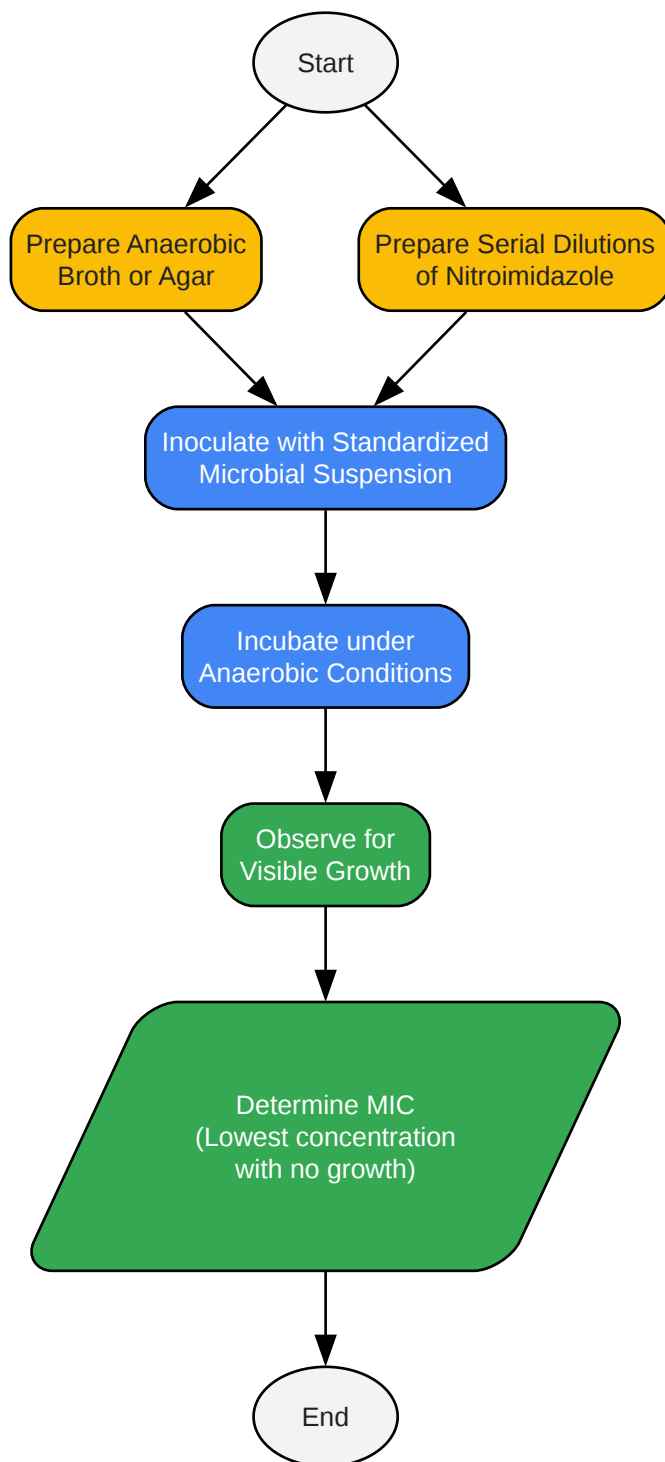 Start
Prepare Anaerobic
Broth or Agar
Prepare Serial Dilutions
of Nitroimidazole
Inoculate with Standardized
Microbial Suspension
Incubate under
Anaerobic Conditions
Observe for
Visible Growth
Determine MIC
(Lowest concentration
with no growth)
End